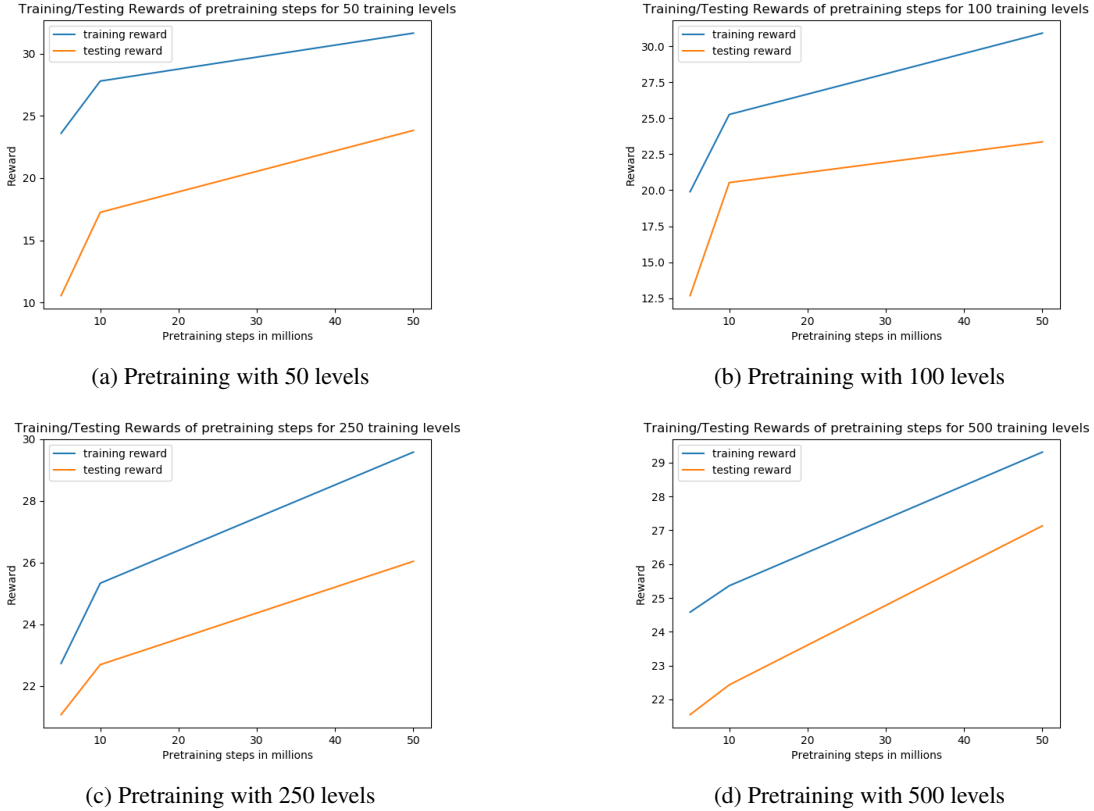 Training/Testing Rewards of pretraining steps for 50 training levels
training reward
testing reward
30
25
20
15
10
Reward
10 20 30 40 50
Pretraining steps in millions
(a) Pretraining with 50 levels
Training/Testing Rewards of pretraining steps for 100 training levels
training reward
testing reward
30.0
27.5
25.0
22.5
20.0
17.5
15.0
12.5
Reward
10 20 30 40 50
Pretraining steps in millions
(b) Pretraining with 100 levels
Training/Testing Rewards of pretraining steps for 250 training levels
training reward
testing reward
30
28
26
24
22
Reward
10 20 30 40 50
Pretraining steps in millions
(c) Pretraining with 250 levels
Training/Testing Rewards of pretraining steps for 500 training levels
training reward
testing reward
29
28
27
26
25
24
23
22
Reward
10 20 30 40 50
Pretraining steps in millions
(d) Pretraining with 500 levels